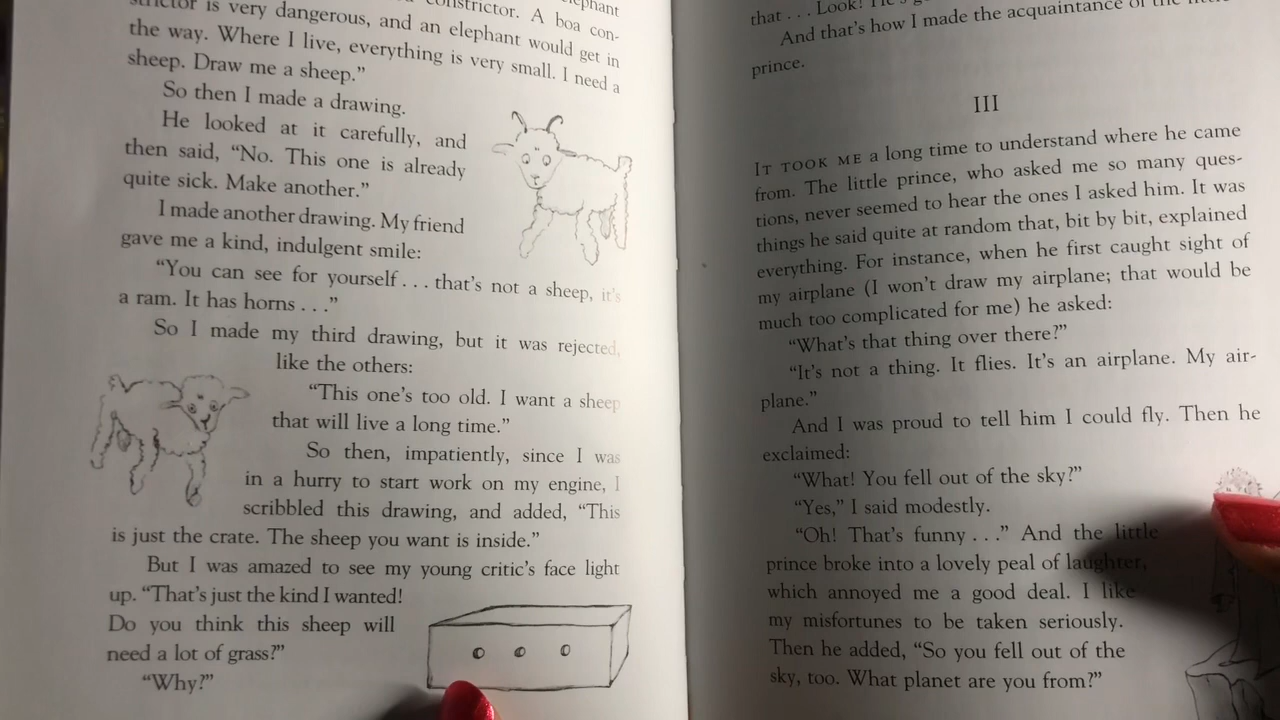 elephant
constrictor. A boa con-
strictor is very dangerous, and an elephant would get in
the way. Where I live, everything is very small. I need a
sheep. Draw me a sheep.”
So then I made a drawing.
He looked at it carefully, and
then said, “No. This one is already
quite sick. Make another.”
I made another drawing. My friend
gave me a kind, indulgent smile:
“You can see for yourself . . . that’s not a sheep, it’s
a ram. It has horns . . .”
So I made my third drawing, but it was rejected,
like the others:
“This one’s too old. I want a sheep
that will live a long time.”
So then, impatiently, since I was
in a hurry to start work on my engine, I
scribbled this drawing, and added, “This
is just the crate. The sheep you want is inside.”
But I was amazed to see my young critic’s face light
up. “That’s just the kind I wanted!
Do you think this sheep will
need a lot of grass?”
“Why?”
that . . . Look! He’s
And that’s how I made the acquaintance of the little
prince.
III
IT TOOK ME a long time to understand where he came
from. The little prince, who asked me so many ques-
tions, never seemed to hear the ones I asked him. It was
things he said quite at random that, bit by bit, explained
everything. For instance, when he first caught sight of
my airplane (I won’t draw my airplane; that would be
much too complicated for me) he asked:
“What’s that thing over there?”
“It’s not a thing. It flies. It’s an airplane. My air-
plane.”
And I was proud to tell him I could fly. Then he
exclaimed:
“What! You fell out of the sky?”
“Yes,” I said modestly.
“Oh! That’s funny . . .” And the little
prince broke into a lovely peal of laughter,
which annoyed me a good deal. I like
my misfortunes to be taken seriously.
Then he added, “So you fell out of the
sky, too. What planet are you from?”